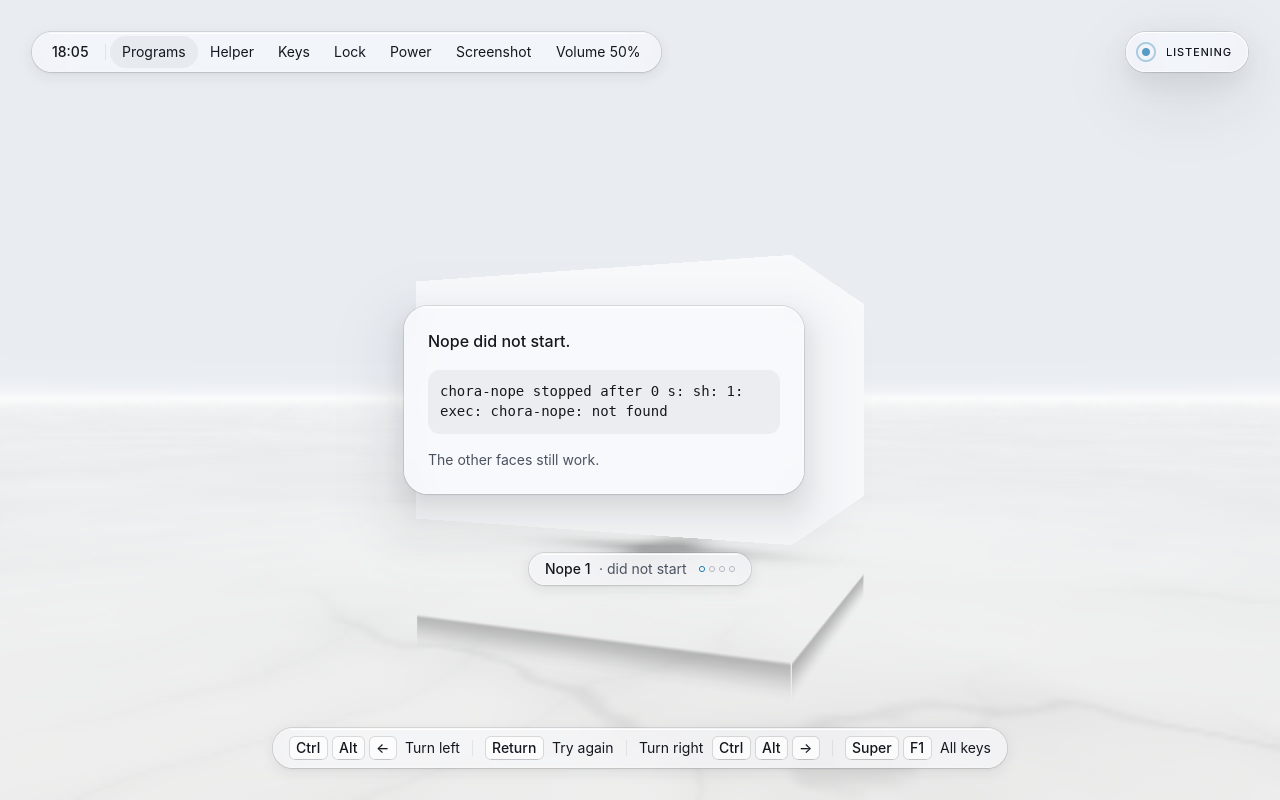 18:05 Programs Helper Keys Lock Power Screenshot Volume 50%
LISTENING
Nope did not start.
chora-nope stopped after 0 s: sh: 1:
exec: chora-nope: not found
The other faces still work.
Nope 1 · did not start
Ctrl Alt ← Turn left Return Try again Turn right Ctrl Alt → Super F1 All keys